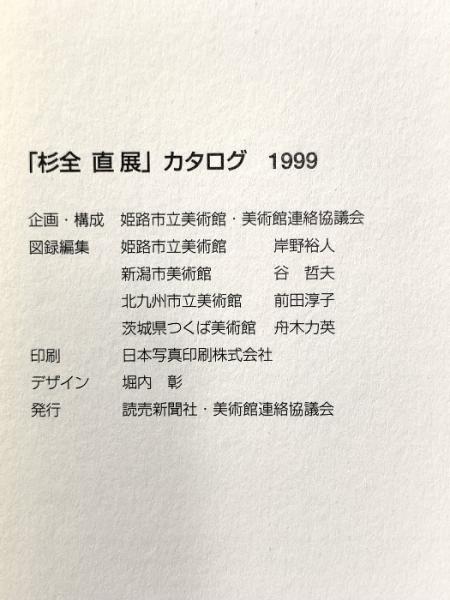 「杉全 直展」カタログ 1999
企画・構成 姫路市立美術館・美術館連絡協議会
図録編集 姫路市立美術館 岸野裕人
新潟市美術館 谷 哲夫
北九州市立美術館 前田淳子
茨城県つくば美術館 舟木力英
印刷 日本写真印刷株式会社
デザイン 堀内 彰
発行 読売新聞社・美術館連絡協議会